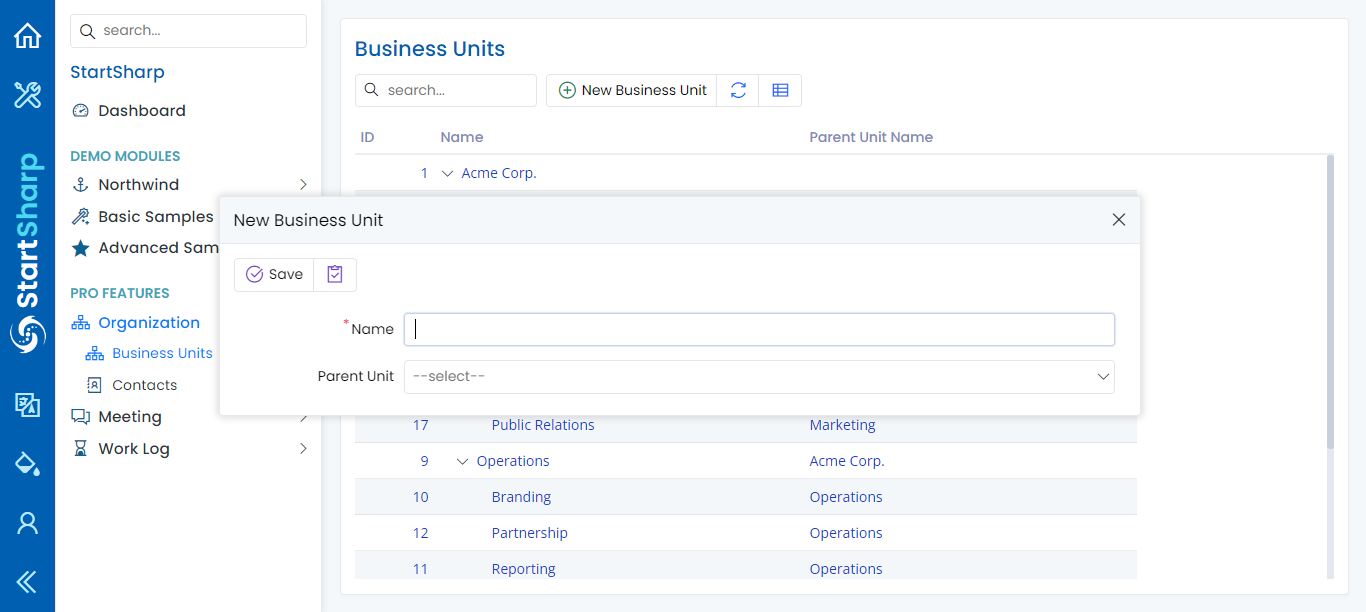 search...
StartSharp
Dashboard
DEMO MODULES
Northwind
Basic Samples
Advanced Sam
PRO FEATURES
Organization
Business Units
Contacts
Meeting
Work Log
StartSharp
Business Units
search...
New Business Unit
ID Name Parent Unit Name
1 Acme Corp.
New Business Unit
Save
*Name
Parent Unit --select--
17 Public Relations Marketing
9 Operations Acme Corp.
10 Branding Operations
12 Partnership Operations
11 Reporting Operations